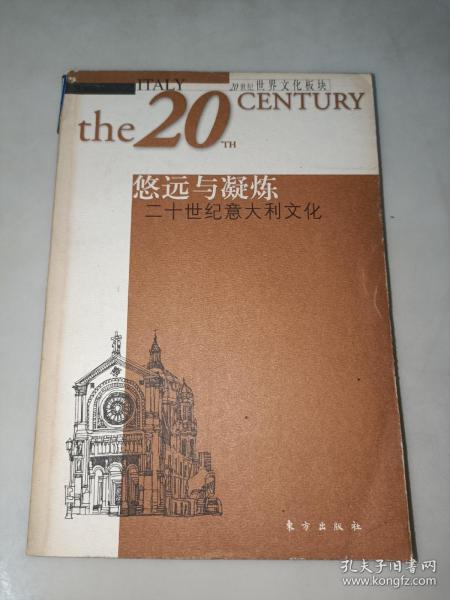 ITALY 20世纪世界文化板块
the 20TH CENTURY
悠远与凝炼
二十世纪意大利文化
东方出版社
孔夫子旧书网
www.kongfz.com